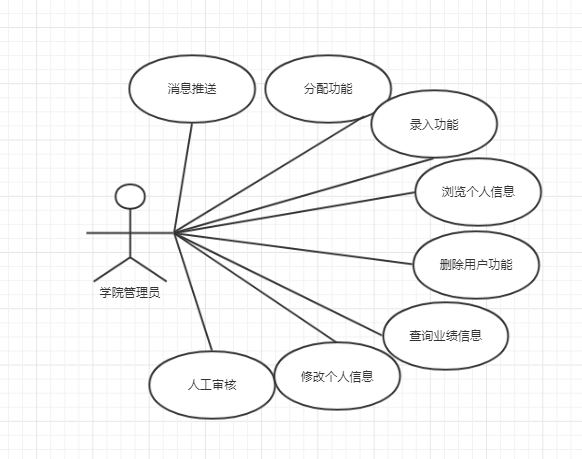 消息推送
分配功能
录入功能
浏览个人信息
删除用户功能
学院管理员
查询业绩信息
修改个人信息
人工审核